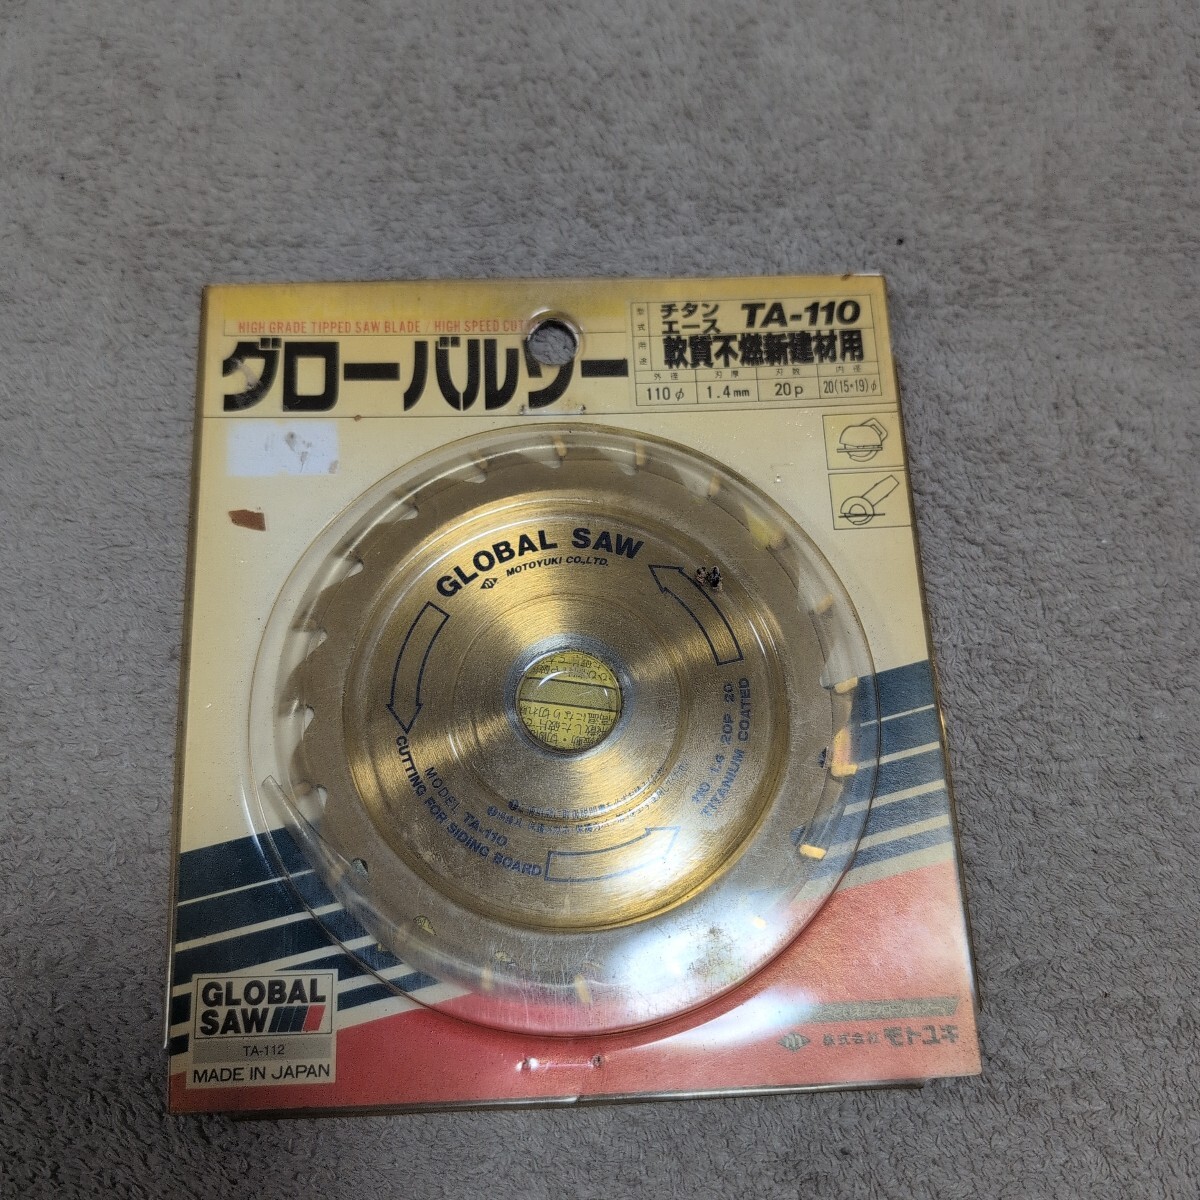 HIGH GRADE TIPPED SAW BLADE / HIGH SPEED
グローバルソー
型式 チタンエース TA-110
用途 軟質不燃新建材用
外径 刃厚 刃数 内径
110φ 1.4mm 20p 20(15・19)φ
GLOBAL SAW
MOTOYUKI CO.,LTD.
MODEL TA-110
CUTTING FOR SIDING BOARD
20P 20
TITANIUM COATED
GLOBAL
SAW
TA-112
MADE IN JAPAN
株式会社 モトユキ